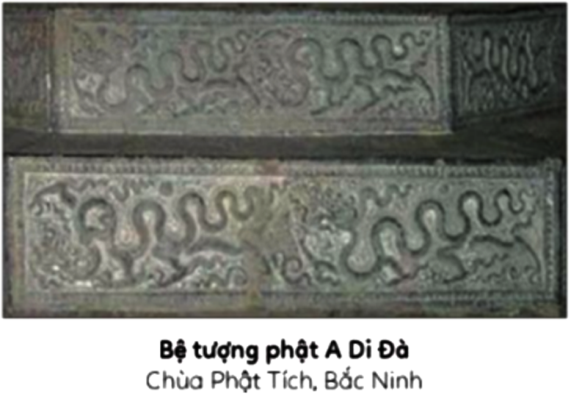 Bệ tượng phật A Di Đà
Chùa Phật Tích, Bắc Ninh